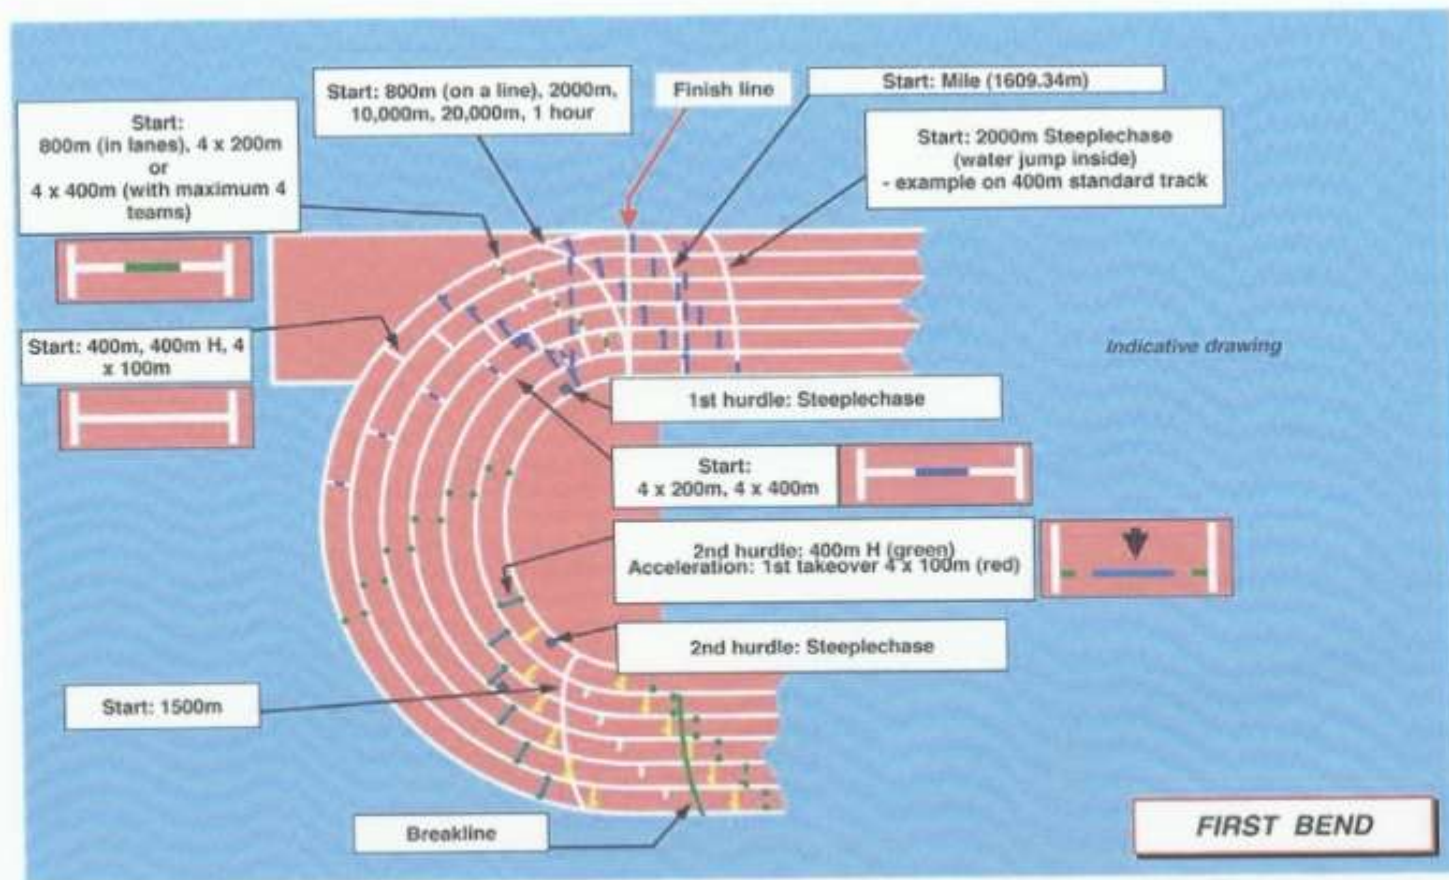 Start: 800m (on a line), 2000m,
10,000m, 20,000m, 1 hour
Finish line
Start: Mile (1609.34m)
Start:
800m (in lanes), 4 x 200m
or
4 x 400m (with maximum 4
teams)
Start: 2000m Steeplechase
(water jump inside)
- example on 400m standard track
Start: 400m, 400m H, 4
x 100m
Indicative drawing
1st hurdle: Steeplechase
Start:
4 x 200m, 4 x 400m
2nd hurdle: 400m H (green)
Acceleration: 1st takeover 4 x 100m (red)
2nd hurdle: Steeplechase
Start: 1500m
Breakline
FIRST BEND